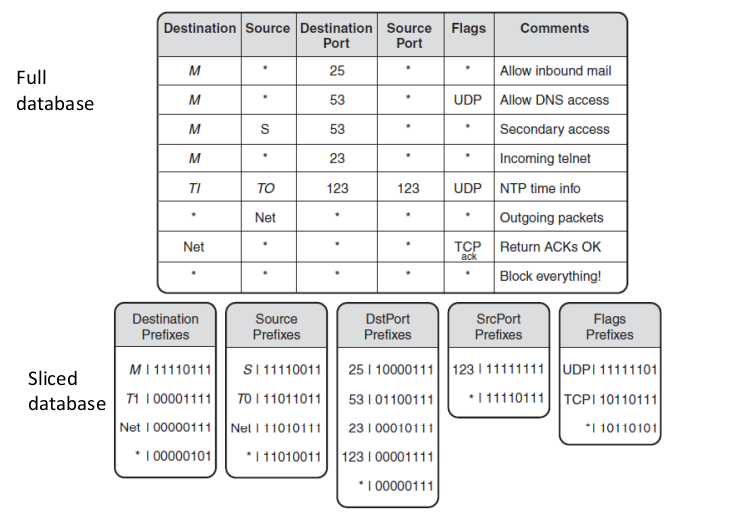 Full
database
Destination Source Destination Port Source Port Flags Comments
M * 25 * * Allow inbound mail
M * 53 * UDP Allow DNS access
M S 53 * * Secondary access
M * 23 * * Incoming telnet
TI TO 123 123 UDP NTP time info
* Net * * * Outgoing packets
Net * * * TCP ack Return ACKs OK
* * * * * Block everything!
Sliced
database
Destination
Prefixes
M | 11110111
T1 | 00001111
Net | 00000111
* | 00000101
Source
Prefixes
S | 11110011
T0 | 11011011
Net | 11010111
* | 11010011
DstPort
Prefixes
25 | 10000111
53 | 01100111
23 | 00010111
123 | 00001111
* | 00000111
SrcPort
Prefixes
123 | 11111111
* | 11110111
Flags
Prefixes
UDP | 11111101
TCP | 10110111
* | 10110101